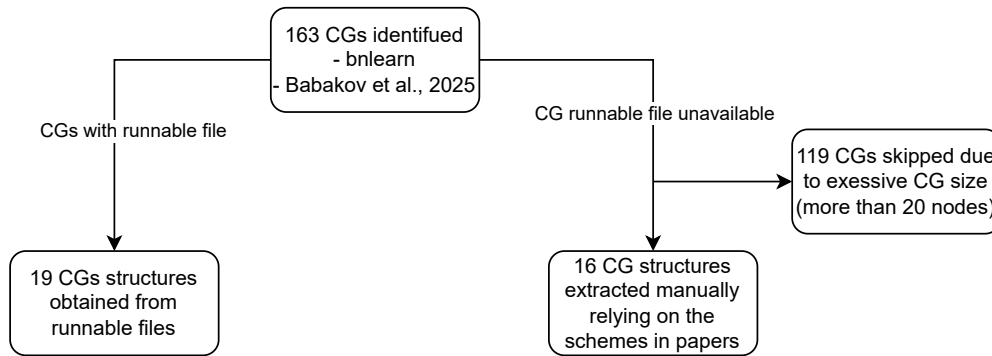 163 CGs identifued
- bnlearn
- Babakov et al., 2025
CGs with runnable file
CG runnable file unavailable
119 CGs skipped due
to exessive CG size
(more than 20 nodes)
19 CGs structures
obtained from
runnable files
16 CG structures
extracted manually
relying on the
schemes in papers